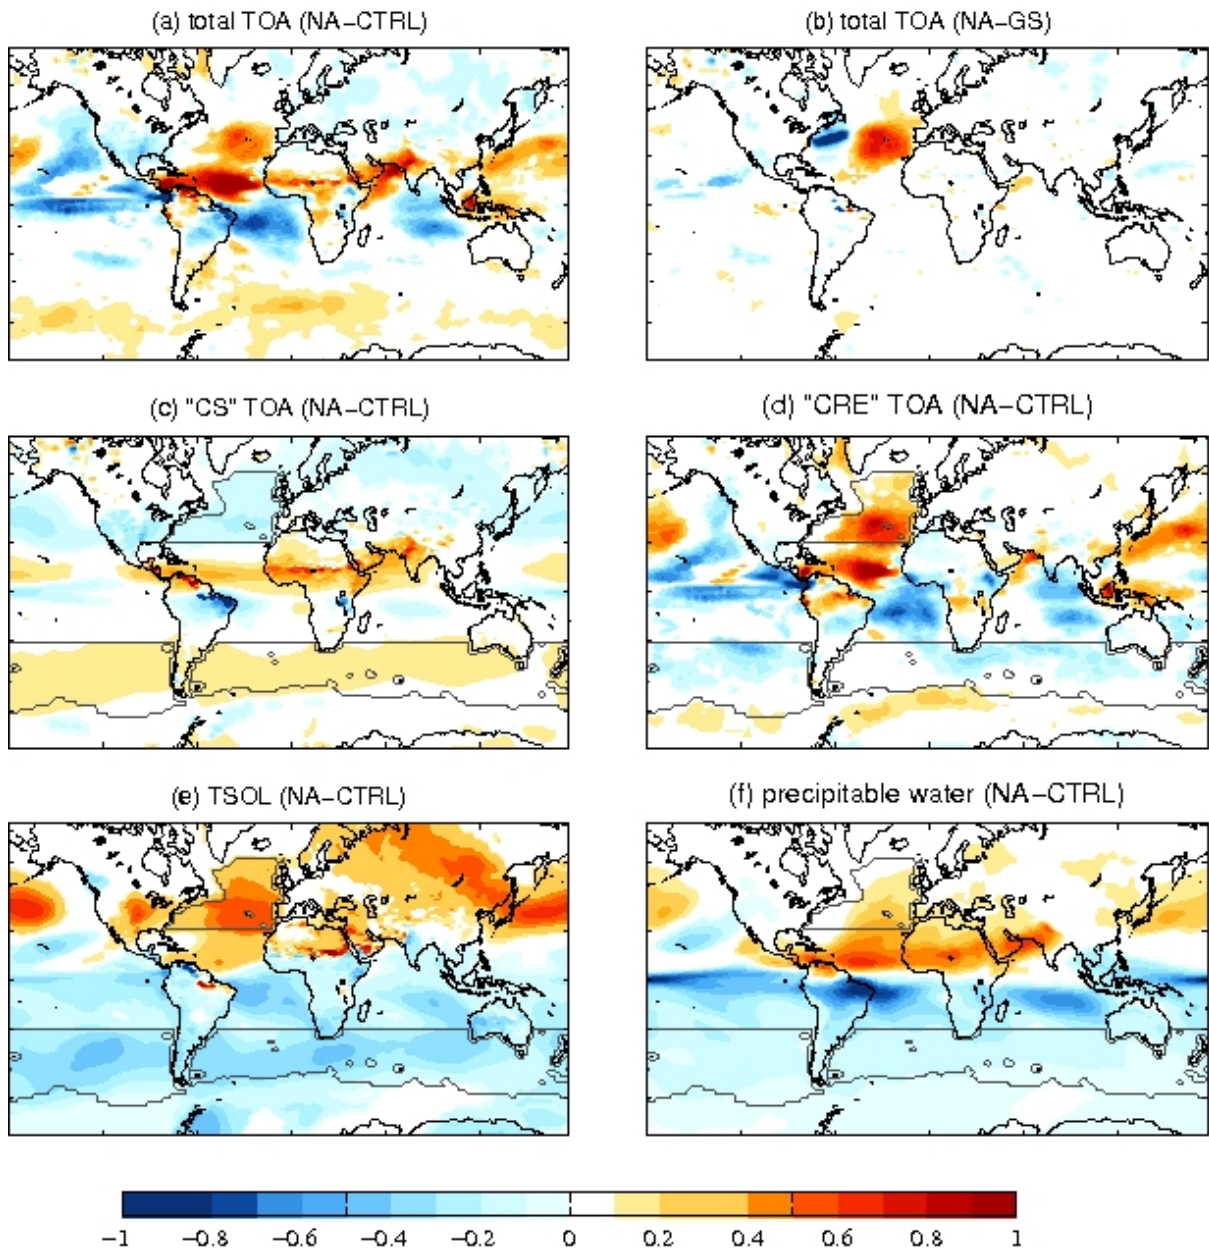 (a) total TOA (NA−CTRL)
(b) total TOA (NA−GS)
(c) "CS" TOA (NA−CTRL)
(d) "CRE" TOA (NA−CTRL)
(e) TSOL (NA−CTRL)
(f) precipitable water (NA−CTRL)
−1 −0.8 −0.6 −0.4 −0.2 0 0.2 0.4 0.6 0.8 1